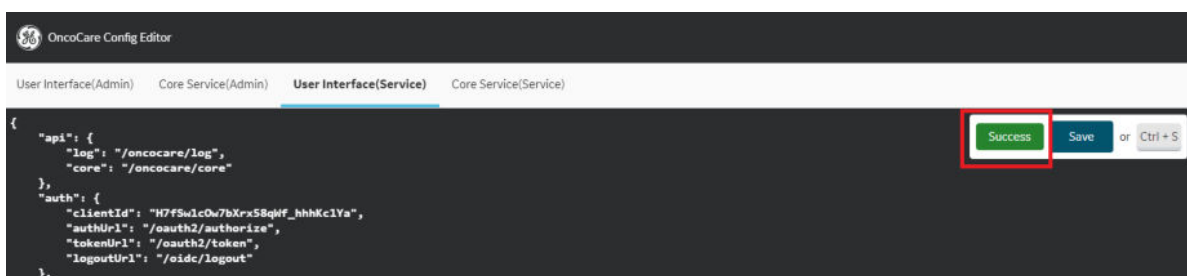 OncoCare Config Editor
User Interface(Admin) Core Service(Admin) User Interface(Service) Core Service(Service)
{
"api": {
"log": "/oncocare/log",
"core": "/oncocare/core"
},
"auth": {
"clientId": "H7fSw1cOw7bXrx58qWf_hhhKc1Ya",
"authUrl": "/oauth2/authorize",
"tokenUrl": "/oauth2/token",
"logoutUrl": "/oidc/logout"
},
Success Save or Ctrl + S